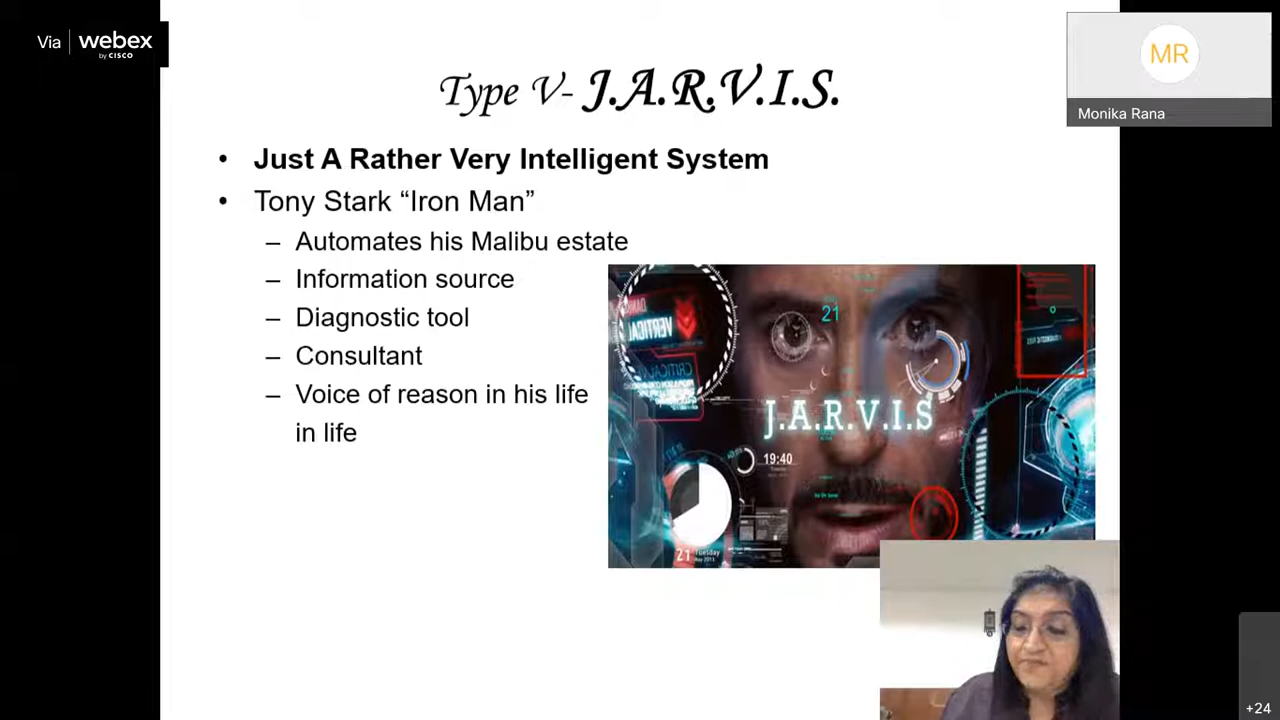 Via webex
by CISCO
MR
Monika Rana
Type V- J.A.R.V.I.S.
• Just A Rather Very Intelligent System
• Tony Stark “Iron Man”
– Automates his Malibu estate
– Information source
– Diagnostic tool
– Consultant
– Voice of reason in his life
in life
21
VERTICAL
CRITICAL
J.A.R.V.I.S
19:40
21 Tuesday
+24